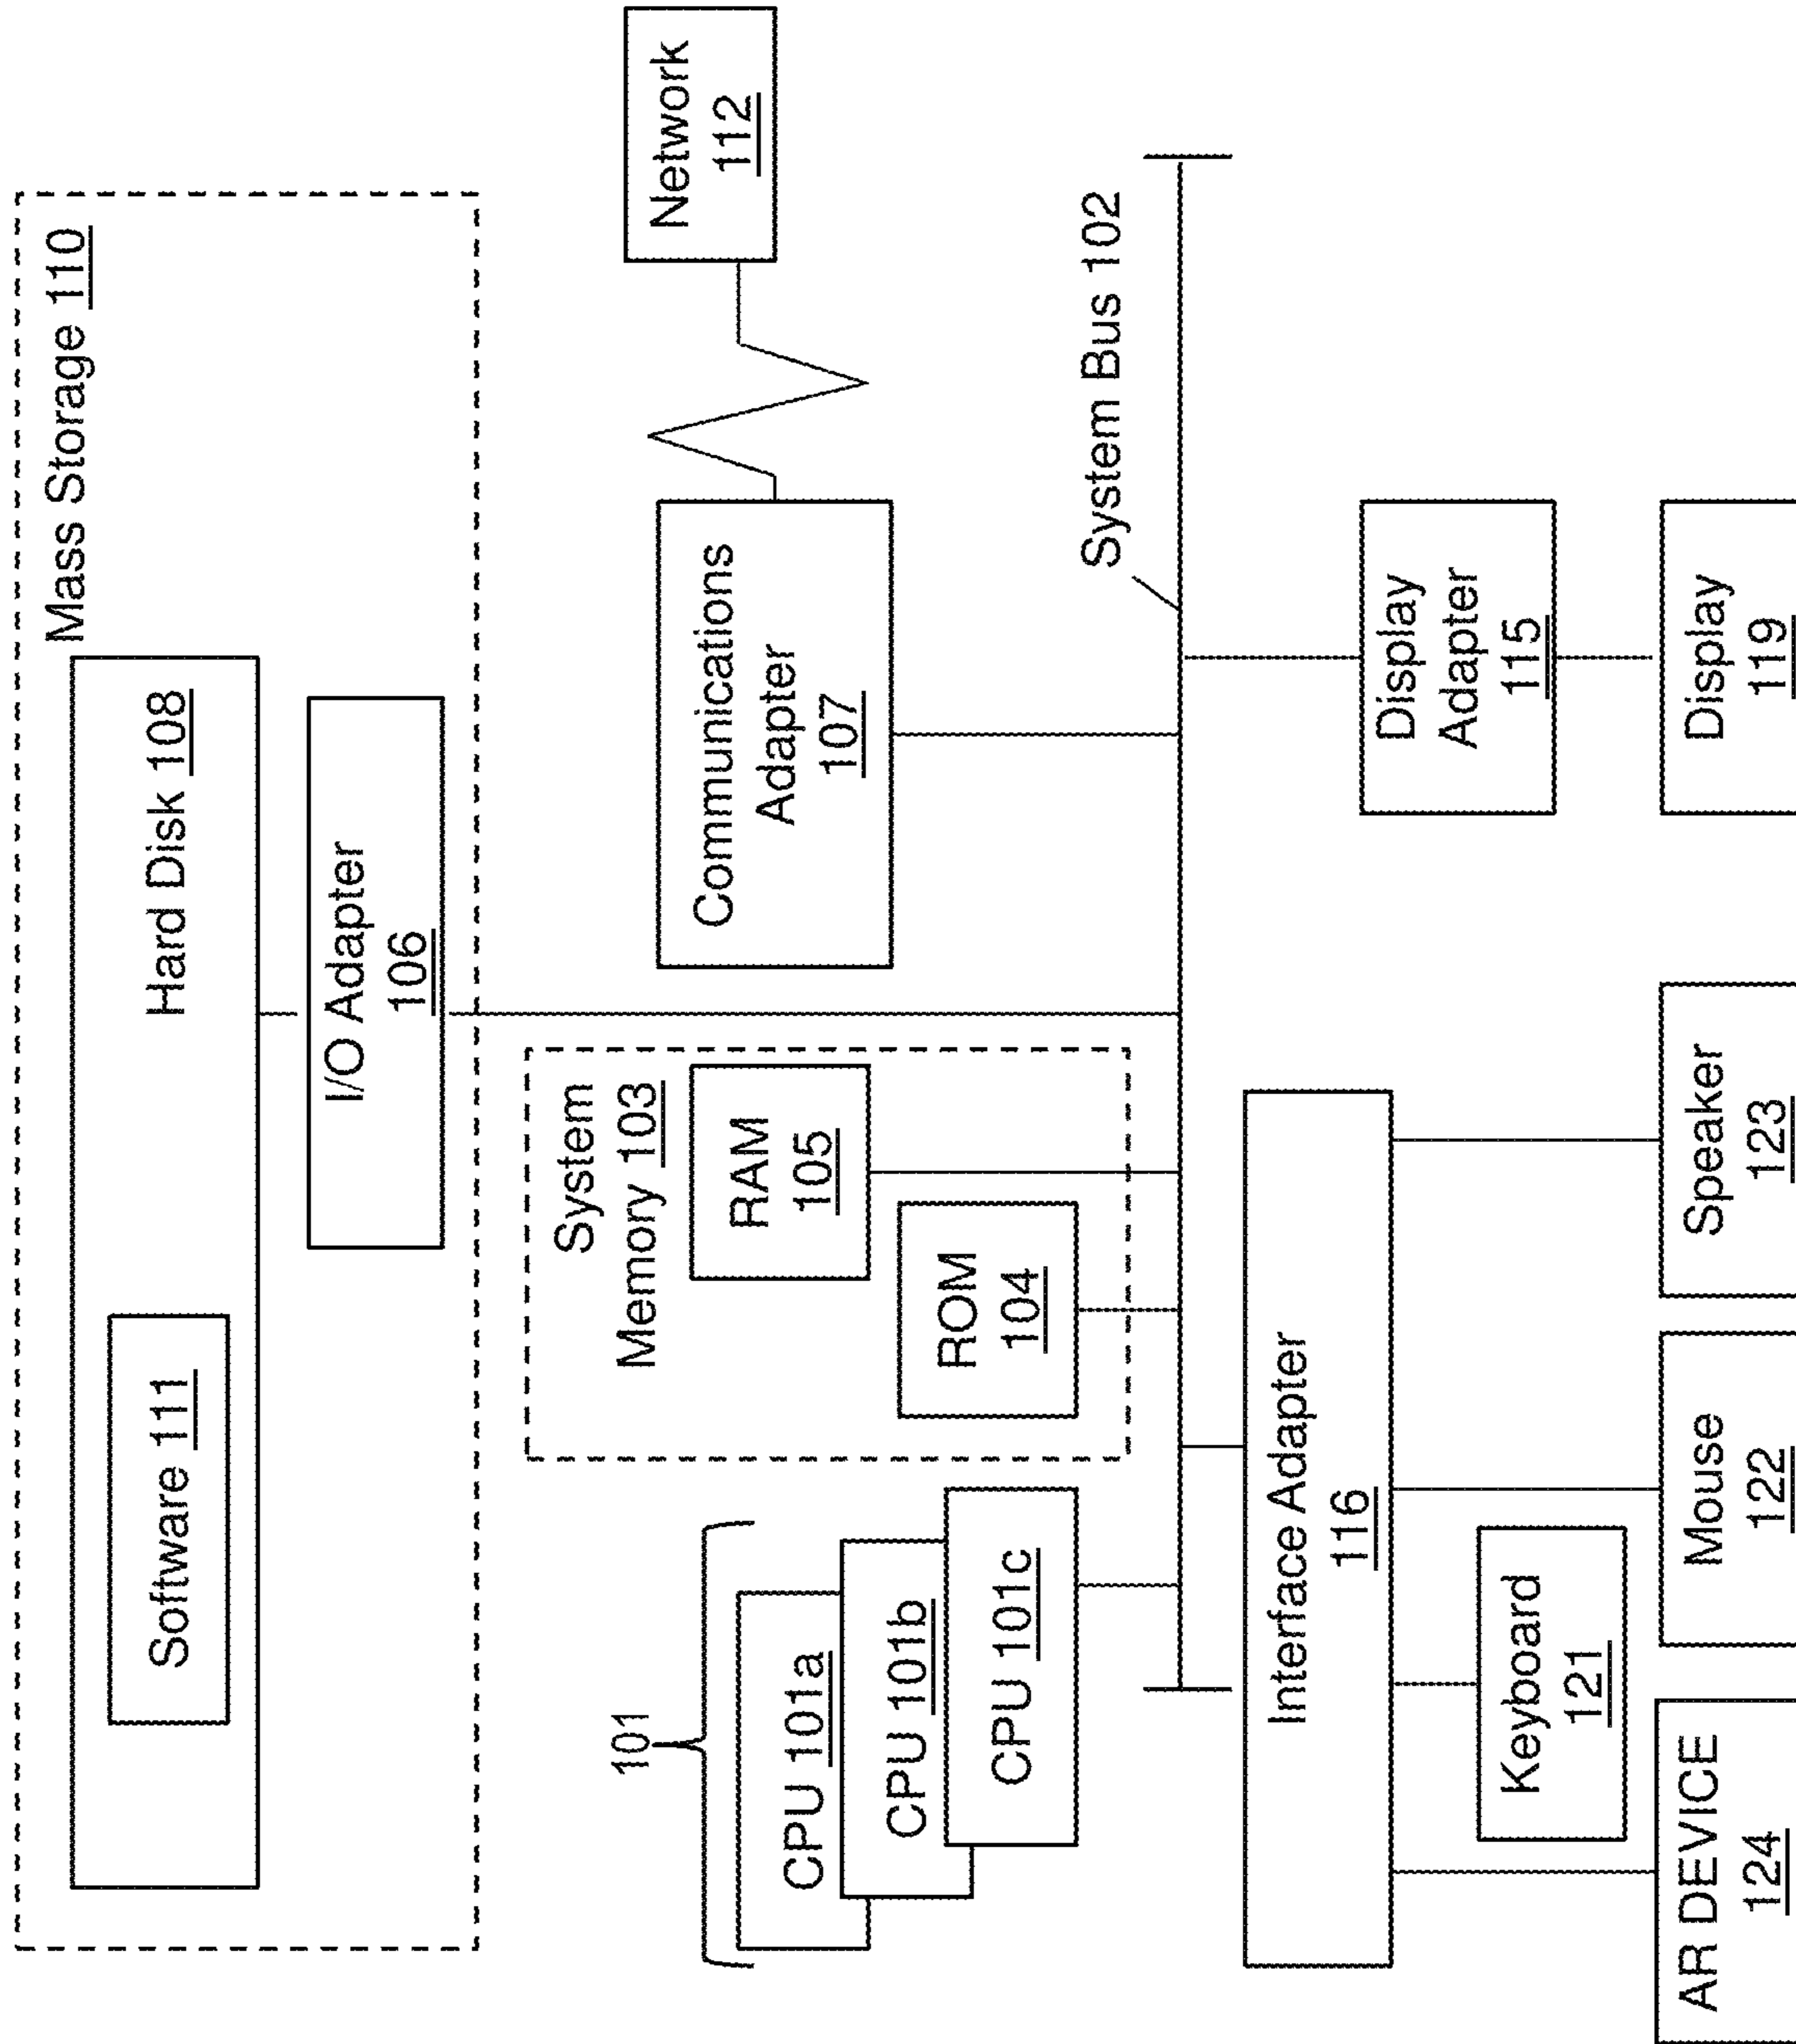 Mass Storage 110
Hard Disk 108
Software 111
I/O Adapter
106
101
CPU 101a
CPU 101b
CPU 101c
System
Memory 103
RAM
105
ROM
104
Communications
Adapter
107
Network
112
System Bus 102
Interface Adapter
116
Display
Adapter
115
Keyboard
121
AR DEVICE
124
Mouse
122
Speaker
123
Display
119